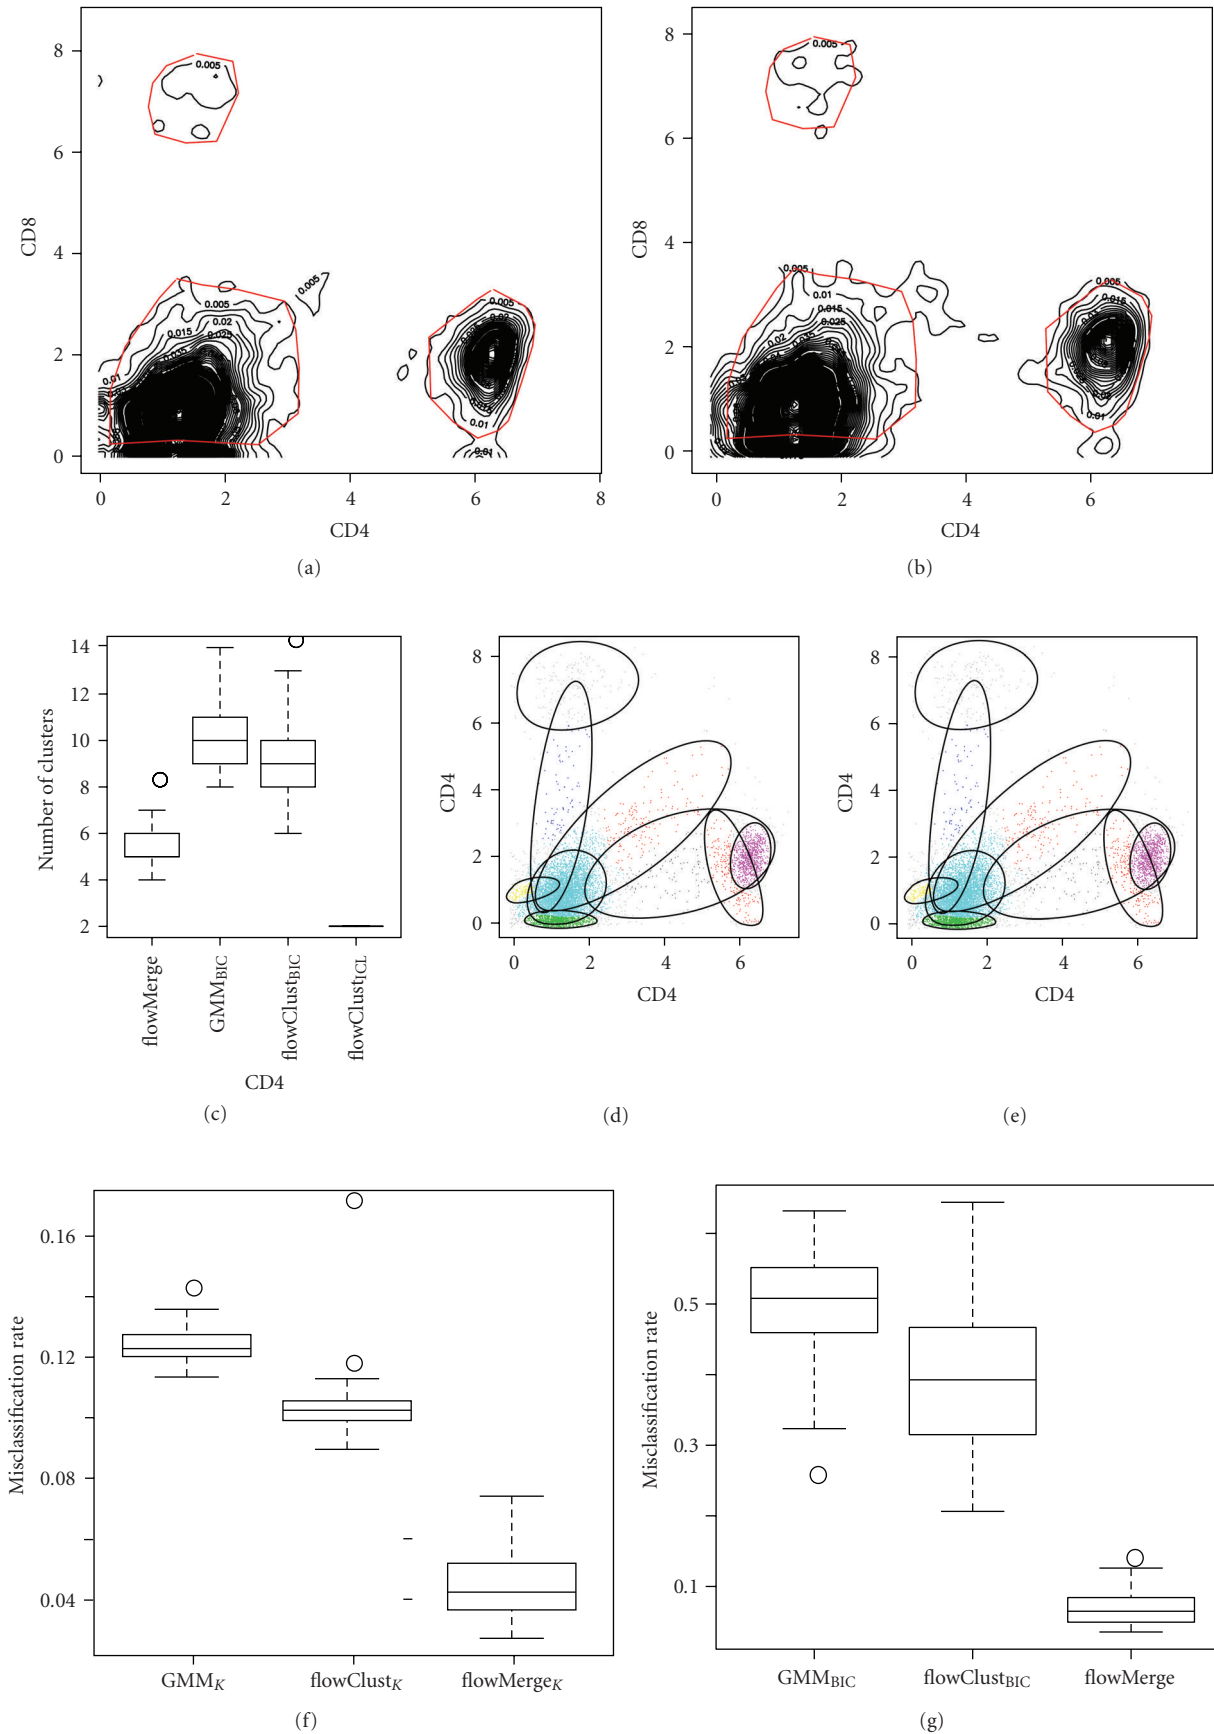 8
6
4
2
0
CD8
0.005
0.005
0.005
0.015
0.02
0.025
0.01
0.005
0.01
0.01
0 2 4 6 8
CD4
(a)
8
6
4
2
0
CD8
0.005
0.005
0.01
0.015
0.025
0.02
0.005
0.015
0.02
0.01
0 2 4 6
CD4
(b)
14
12
10
8
6
4
2
Number of clusters
flowMerge
GMM_BIC
flowClust_BIC
flowClust_ICL
CD4
(c)
8
6
4
2
0
CD4
0 2 4 6
CD4
(d)
8
6
4
2
0
CD4
0 2 4 6
CD4
(e)
0.16
0.12
0.08
0.04
Misclassification rate
GMM_K flowClust_K flowMerge_K
(f)
0.5
0.3
0.1
Misclassification rate
GMM_BIC flowClust_BIC flowMerge
(g)